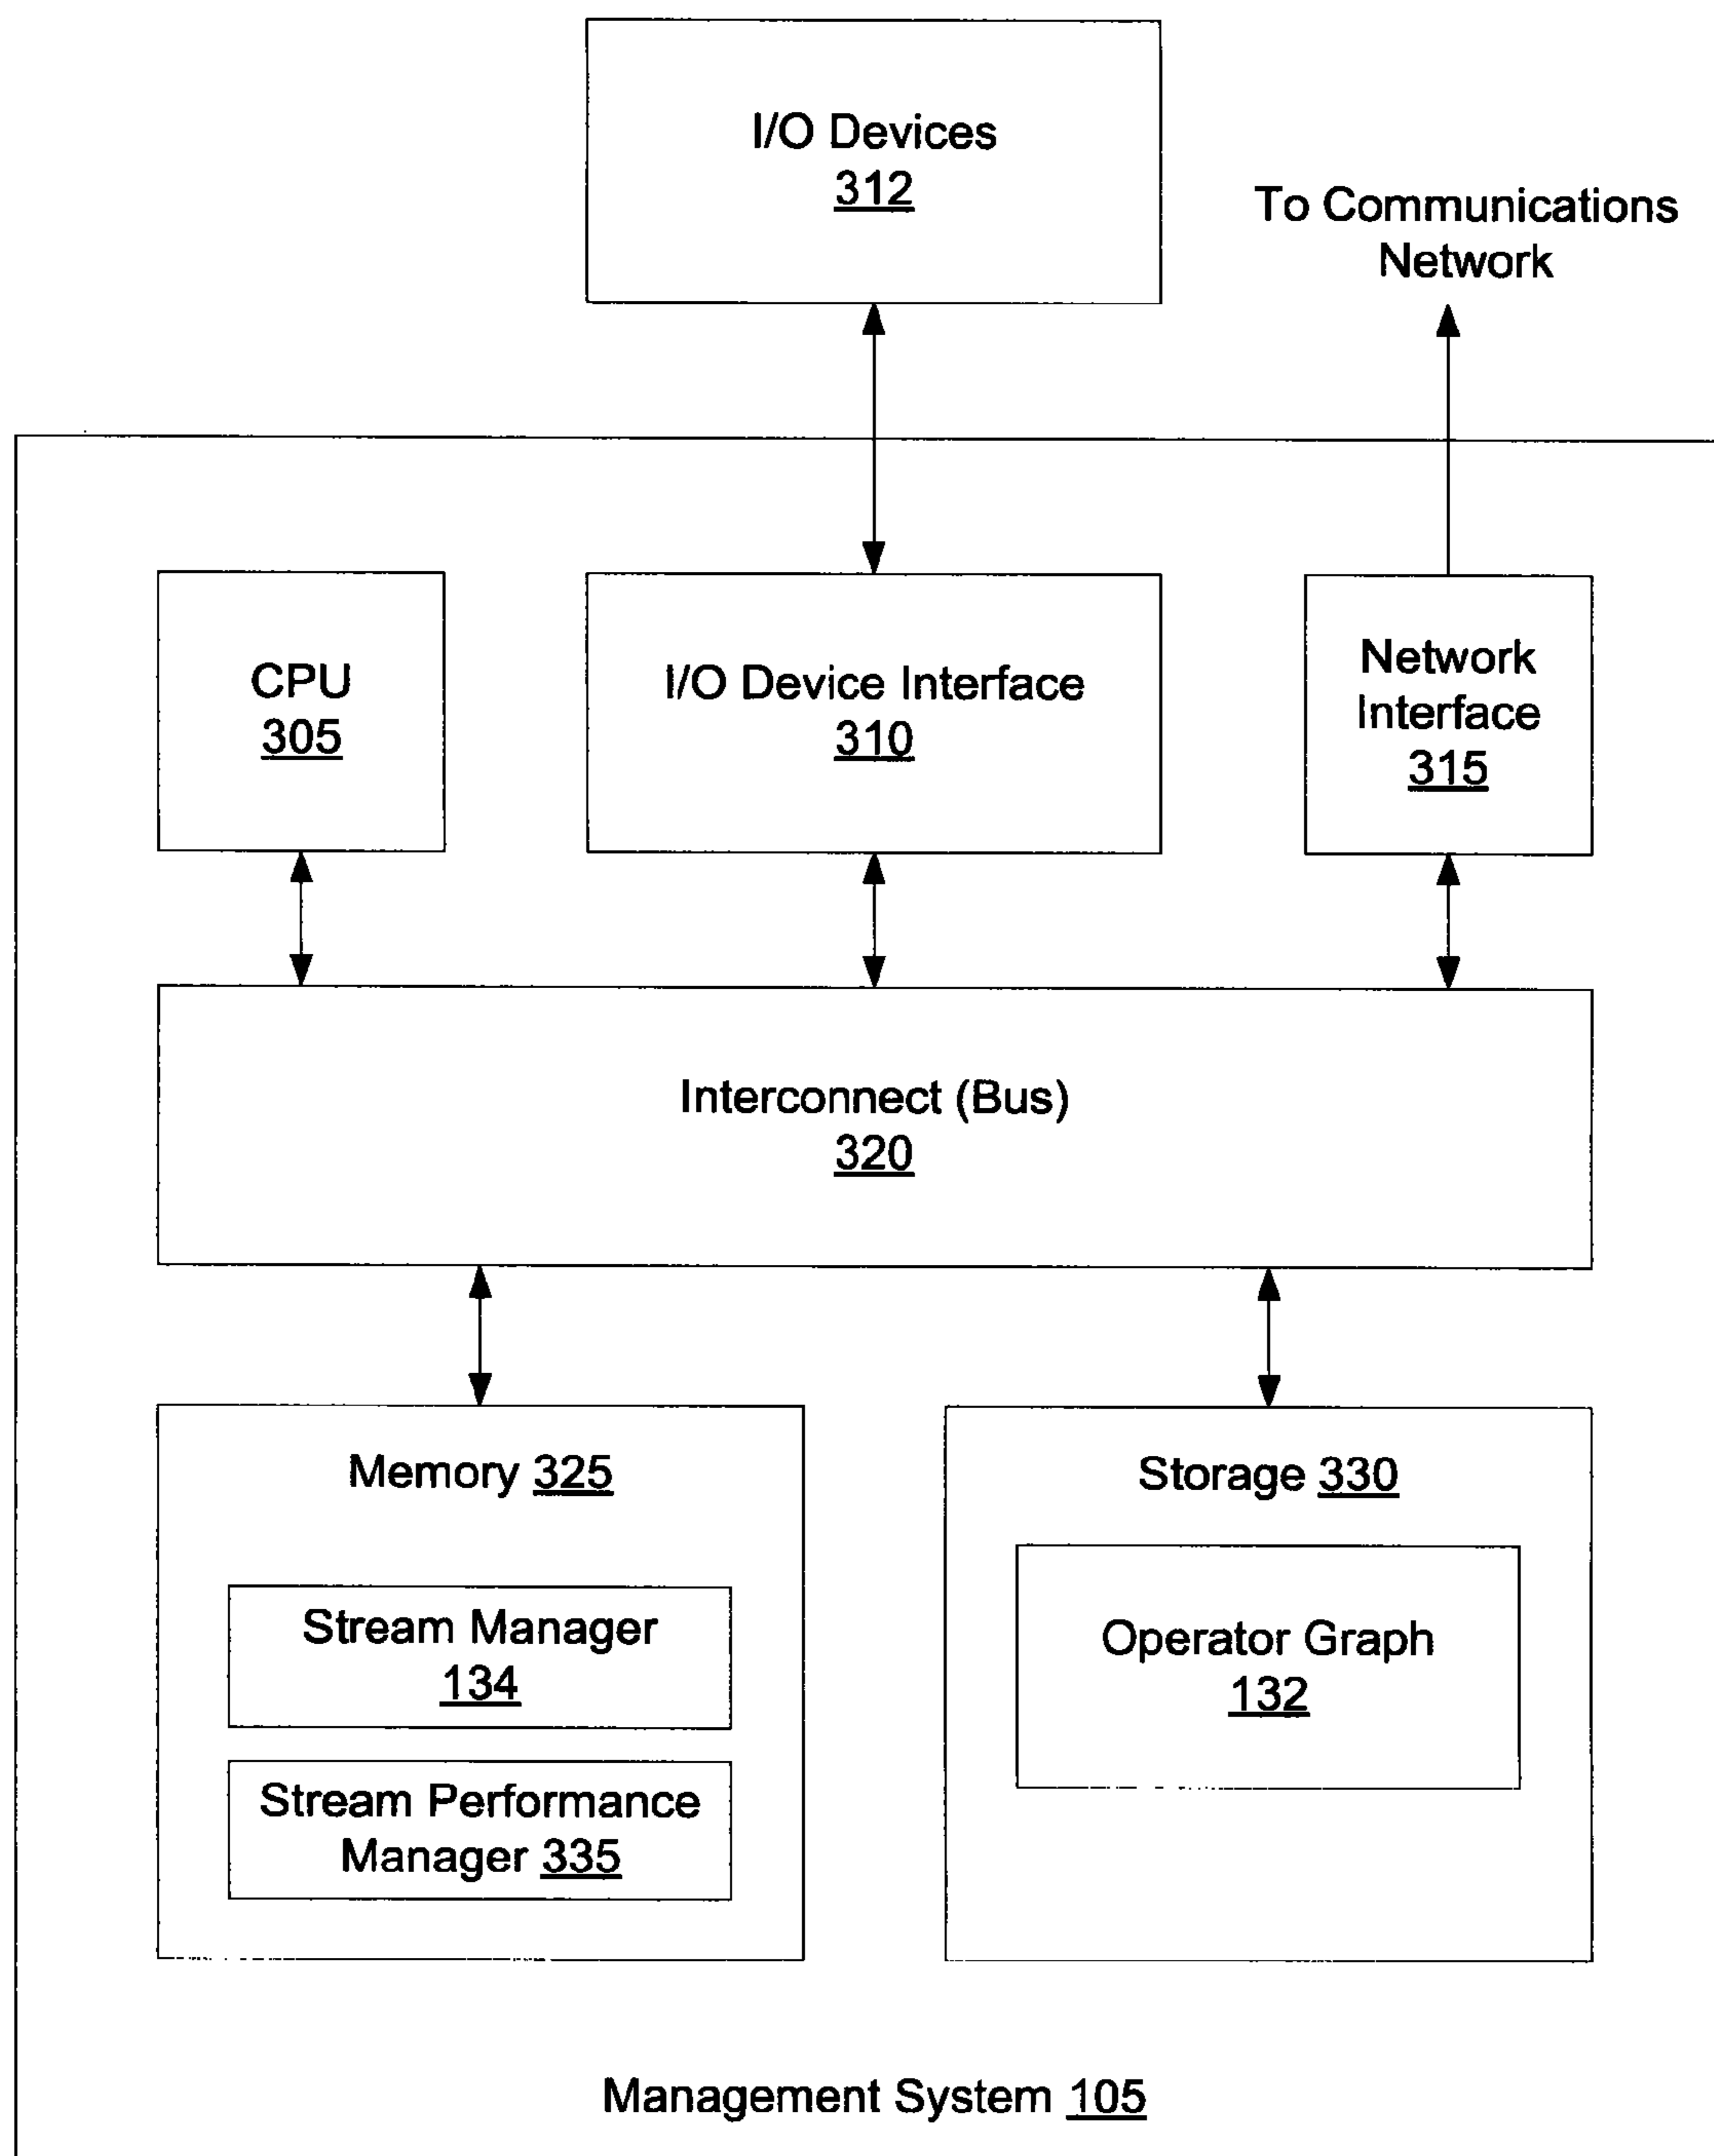 I/O Devices
312
To Communications
Network
CPU
305
I/O Device Interface
310
Network
Interface
315
Interconnect (Bus)
320
Memory 325
Storage 330
Stream Manager
134
Operator Graph
132
Stream Performance
Manager 335
Management System 105